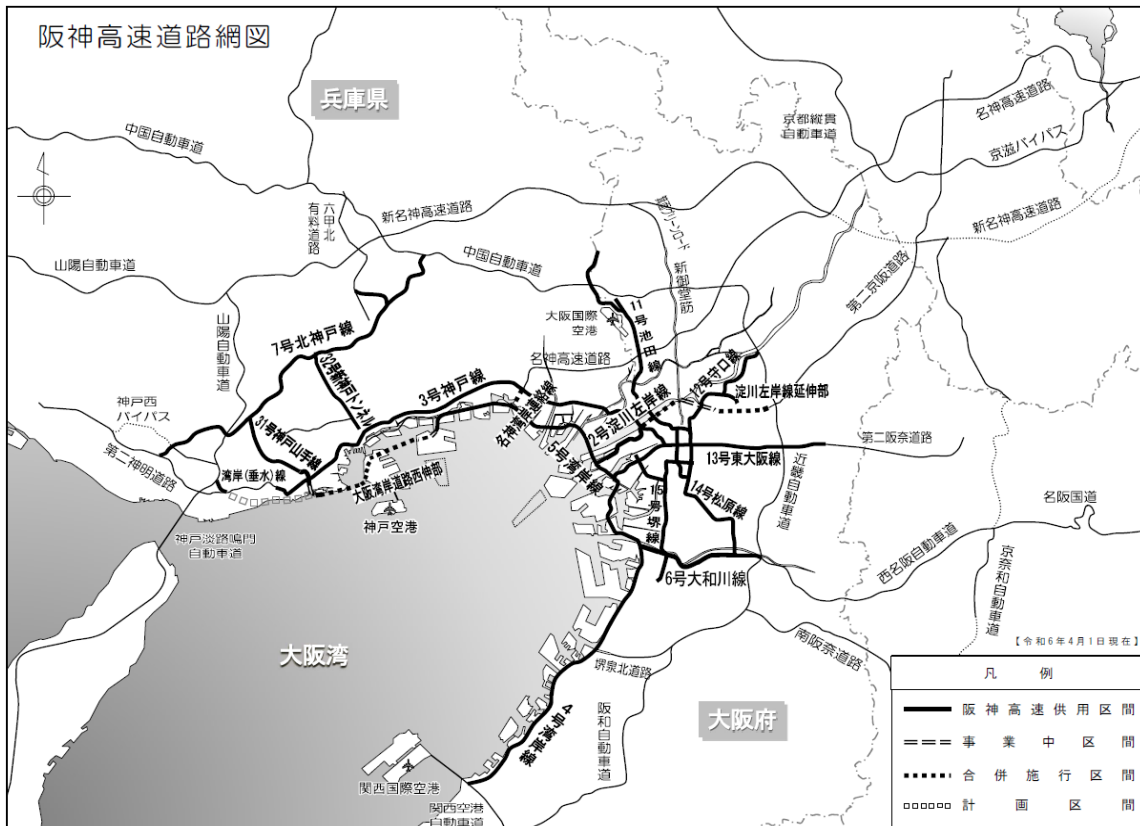 阪神高速道路網図
兵庫県
中国自動車道
京都縦貫
自動車道
名神高速道路
京滋バイパス
六甲北
有料道路
新名神高速道路
新名神高速道路
山陽自動車道
中国自動車道
新御堂筋
第二京阪道路
山陽自動車道
7号北神戸線
大阪国際
空港
11号池田線
名神高速道路
32号新神戸トンネル
3号神戸線
名神湾岸連絡線
2号淀川左岸線
12号守口線
淀川左岸線延伸部
神戸西
バイパス
31号神戸山手線
5号湾岸線
13号東大阪線
第二阪奈道路
第二神明道路
湾岸(垂水)線
大阪湾岸道路西伸部
神戸空港
15号堺線
14号松原線
近畿自動車道
名阪国道
神戸淡路鳴門
自動車道
6号大和川線
西名阪自動車道
京奈和自動車道
大阪湾
堺泉北道路
南阪奈道路
【令和6年4月1日現在】
4号湾岸線
阪和自動車道
大阪府
関西国際空港
関西空港
自動車道
凡例
阪神高速供用区間
事業中区間
合併施行区間
計画区間